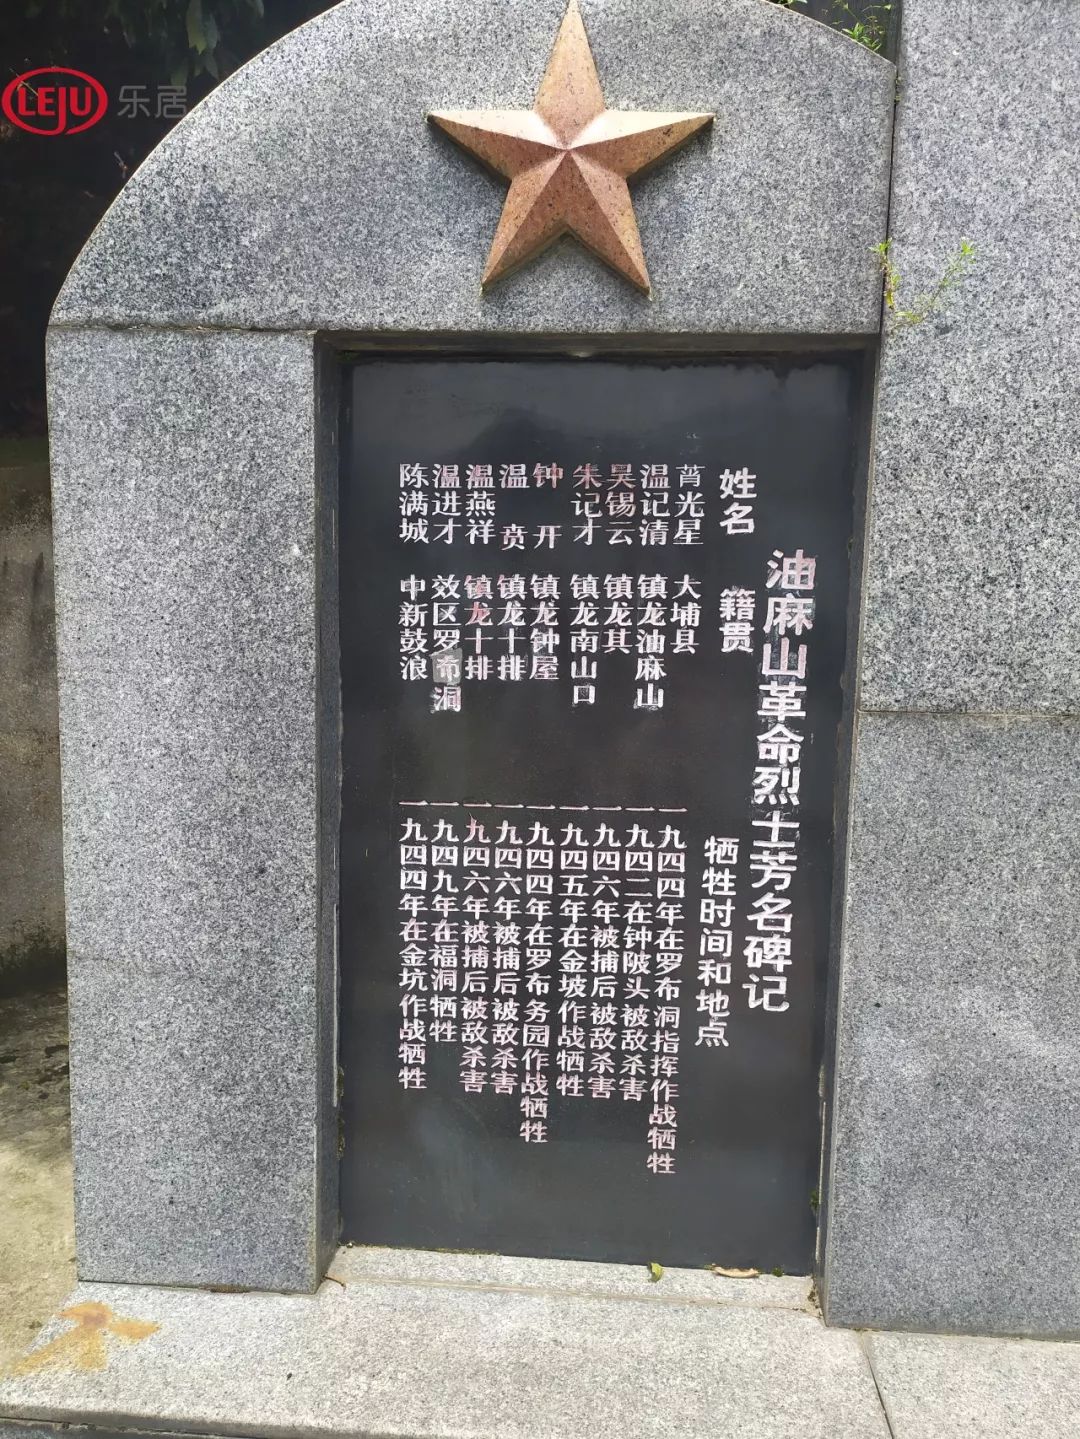 LEJU 乐居
油麻山革命烈士芳名碑记
姓名 籍贯 牺牲时间和地点
莦光星 大埔县 一九四四年在罗布洞指挥作战牺牲
温记清 镇龙油麻山 一九四二在钟陂头被敌杀害
吴锡云 镇龙其 一九四六年被捕后被敌杀害
朱记才 镇龙南山口 一九四五年在金坡作战牺牲
钟开 镇龙钟屋 一九四四年在罗布务园作战牺牲
温贲 镇龙十排 一九四六年被捕后被敌杀害
温燕祥 镇龙十排 一九四六年被捕后被敌杀害
温进才 效区罗布洞 一九四九年在福洞牺牲
陈满城 中新鼓浪 一九四四年在金坑作战牺牲